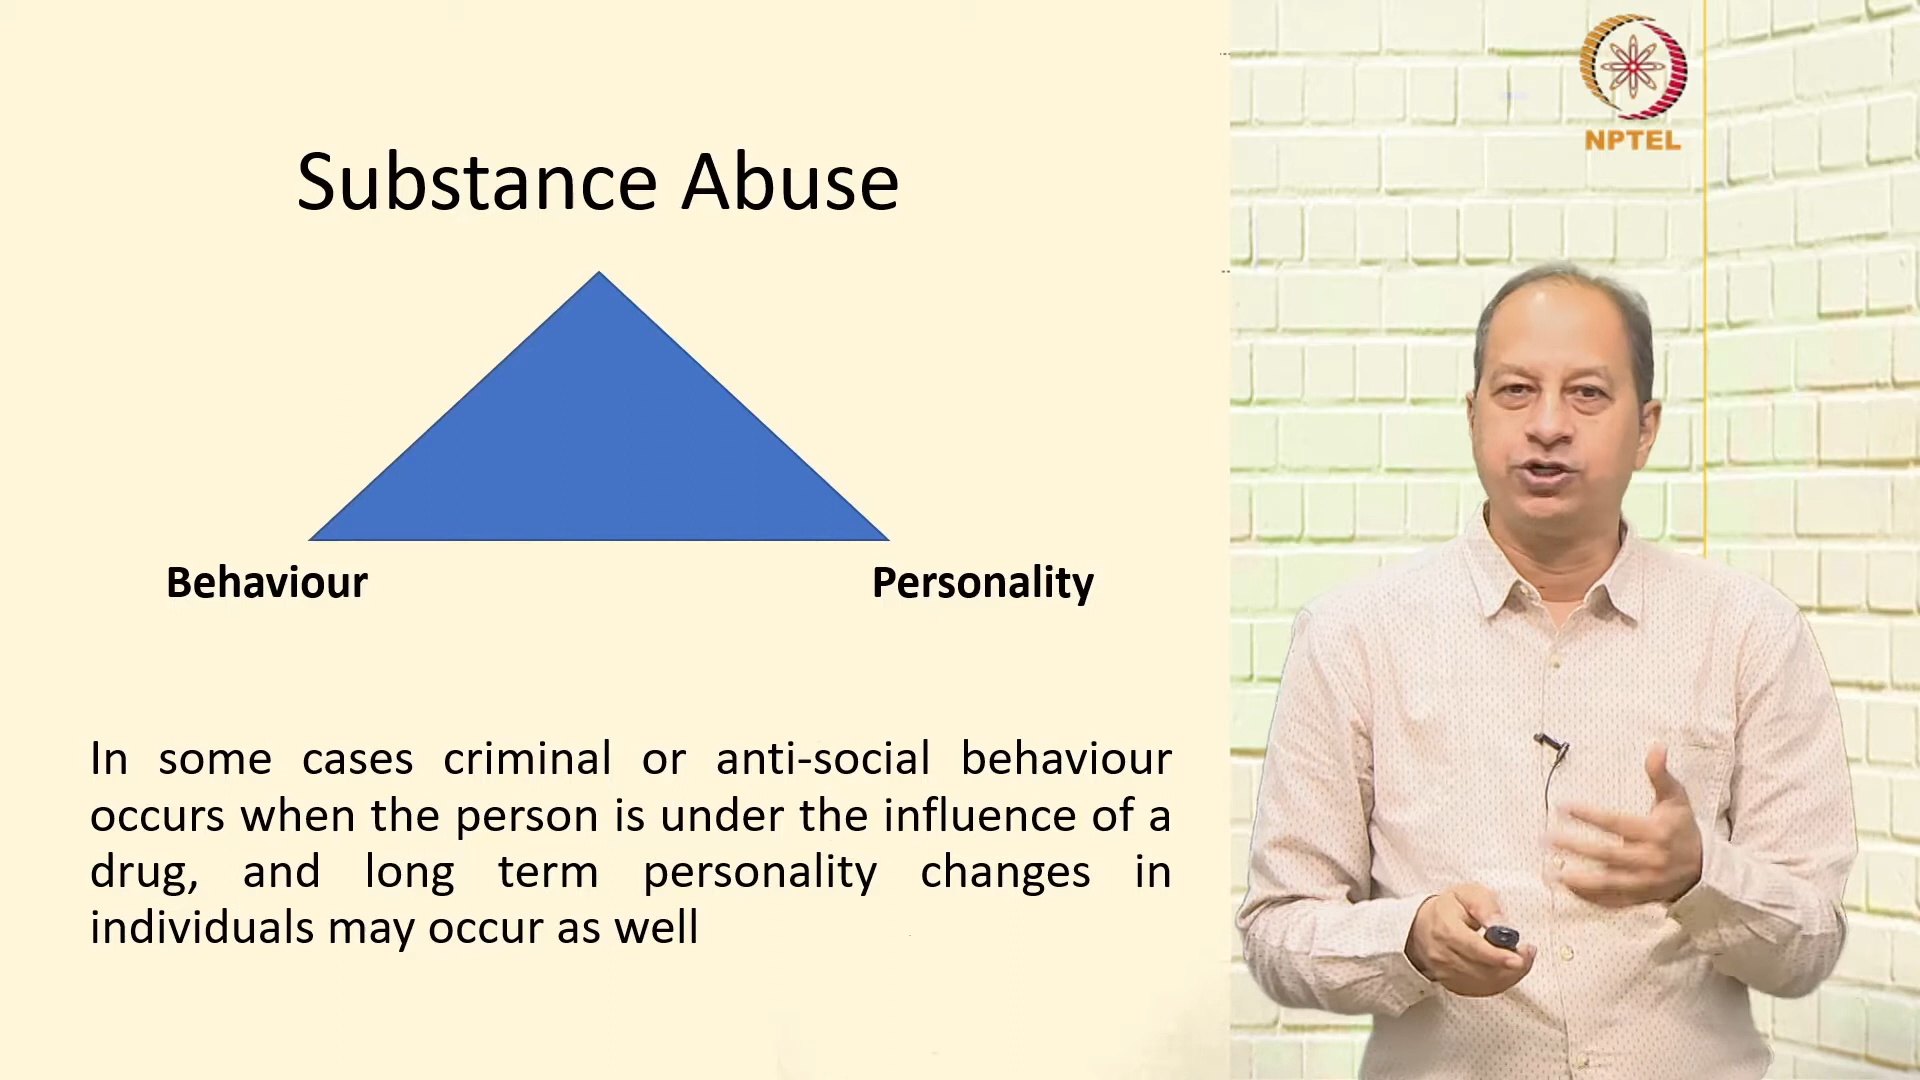 NPTEL
Substance Abuse
Behaviour
Personality
In some cases criminal or anti-social behaviour
occurs when the person is under the influence of a
drug, and long term personality changes in
individuals may occur as well